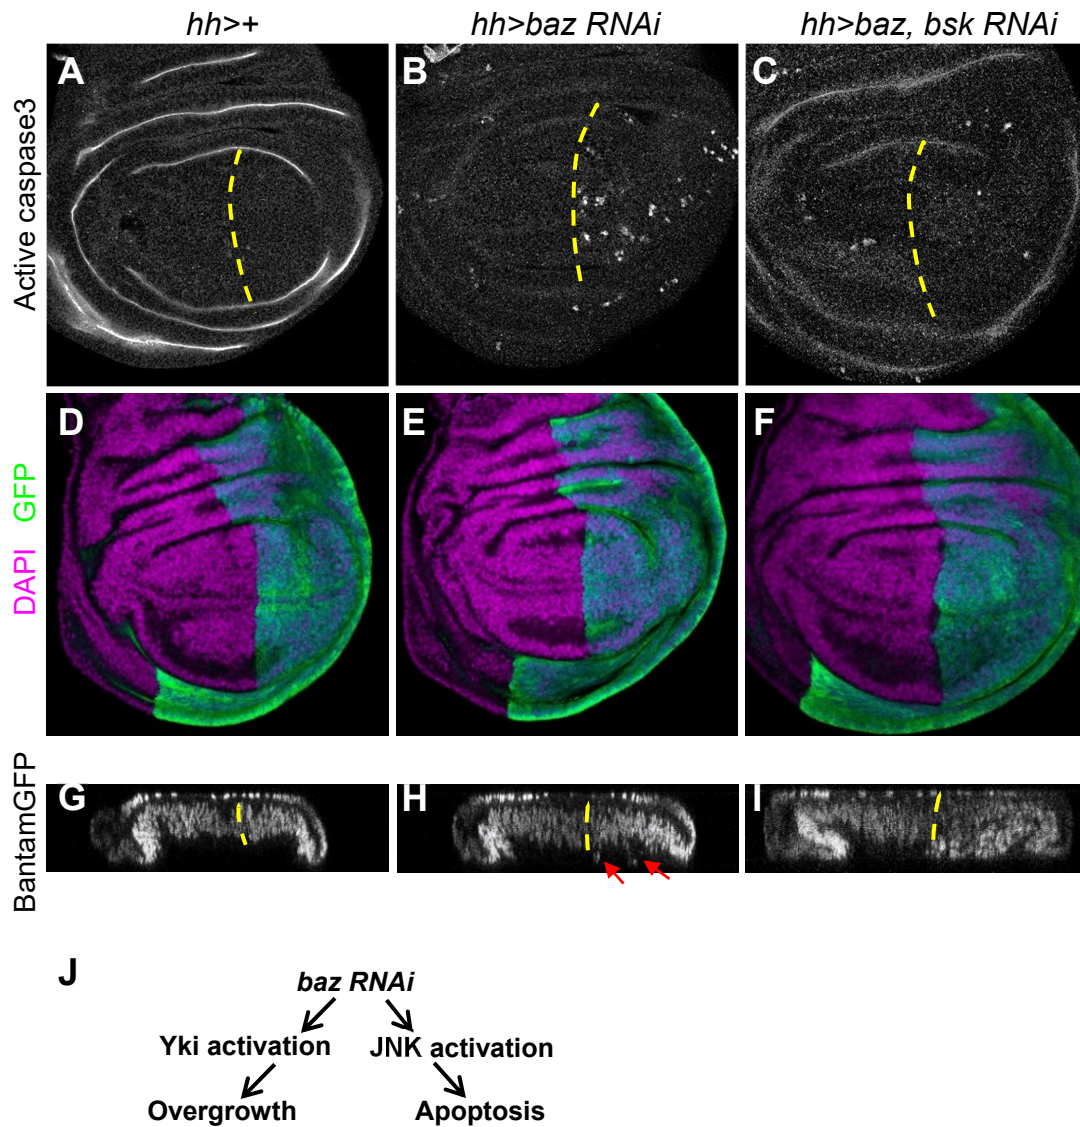 hh>+ hh>baz RNAi hh>baz, bsk RNAi
Active caspase3
A B C
DAPI GFP
D E F
BantamGFP
G H I
J
baz RNAi
Yki activation JNK activation
Overgrowth Apoptosis